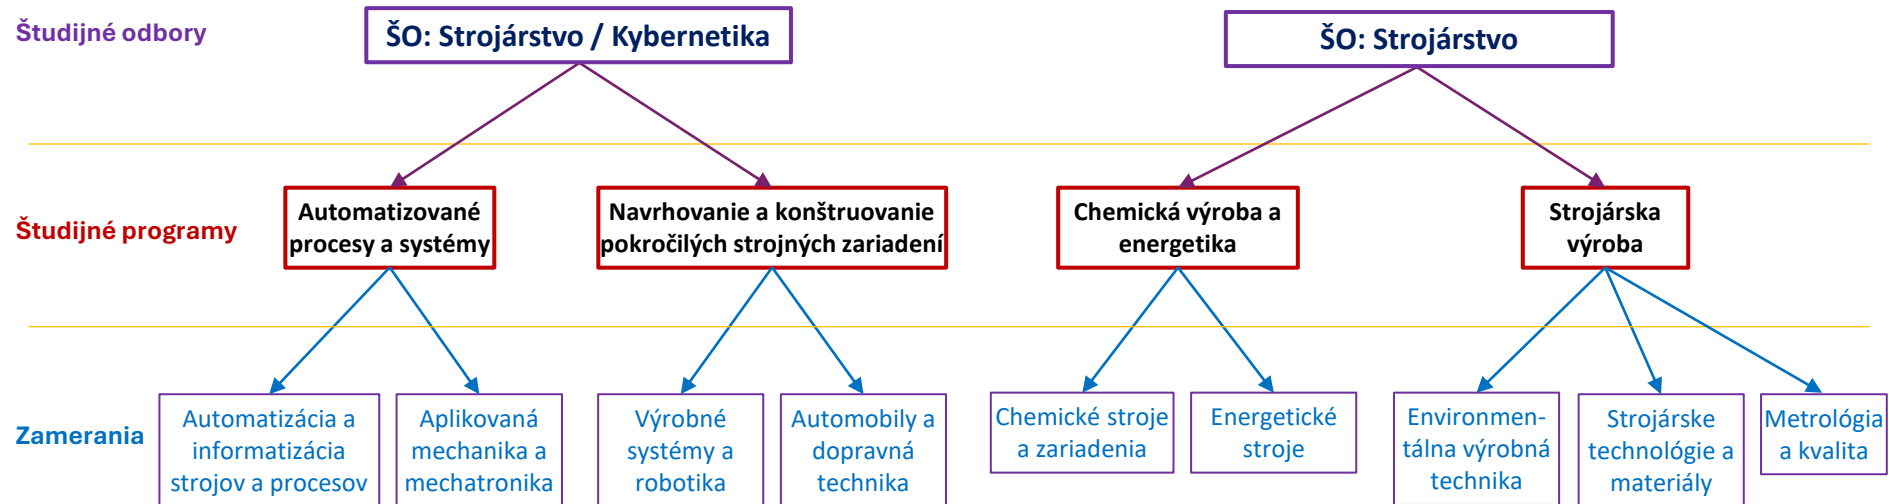 Študijné odbory
ŠO: Strojárstvo / Kybernetika
ŠO: Strojárstvo
Študijné programy
Automatizované
procesy a systémy
Navrhovanie a konštruovanie
pokročilých strojných zariadení
Chemická výroba a
energetika
Strojárska
výroba
Zamerania
Automatizácia a
informatizácia
strojov a procesov
Aplikovaná
mechanika a
mechatronika
Výrobné
systémy a
robotika
Automobily a
dopravná
technika
Chemické stroje
a zariadenia
Energetické
stroje
Environmen-
tálna výrobná
technika
Strojárske
technológie a
materiály
Metrológia
a kvalita